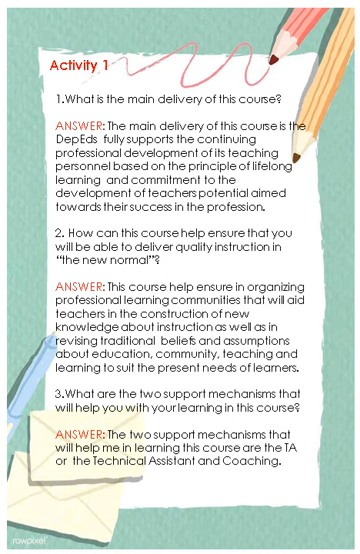 Activity 1
1.What is the main delivery of this course?
ANSWER: The main delivery of this course is the
DepEds fully supports the continuing
professional development of its teaching
personnel based on the principle of lifelong
learning and commitment to the
development of teachers potential aimed
towards their success in the profession.
2. How can this course help ensure that you
will be able to deliver quality instruction in
"the new normal"?
ANSWER: This course help ensure in organizing
professional learning communities that will aid
teachers in the construction of new
knowledge about instruction as well as in
revising traditional beliefs and assumptions
about education, community, teaching and
learning to suit the present needs of learners.
3.What are the two support mechanisms that
will help you with your learning in this course?
ANSWER: The two support mechanisms that
will help me in learning this course are the TA
or the Technical Assistant and Coaching.
rawpixel